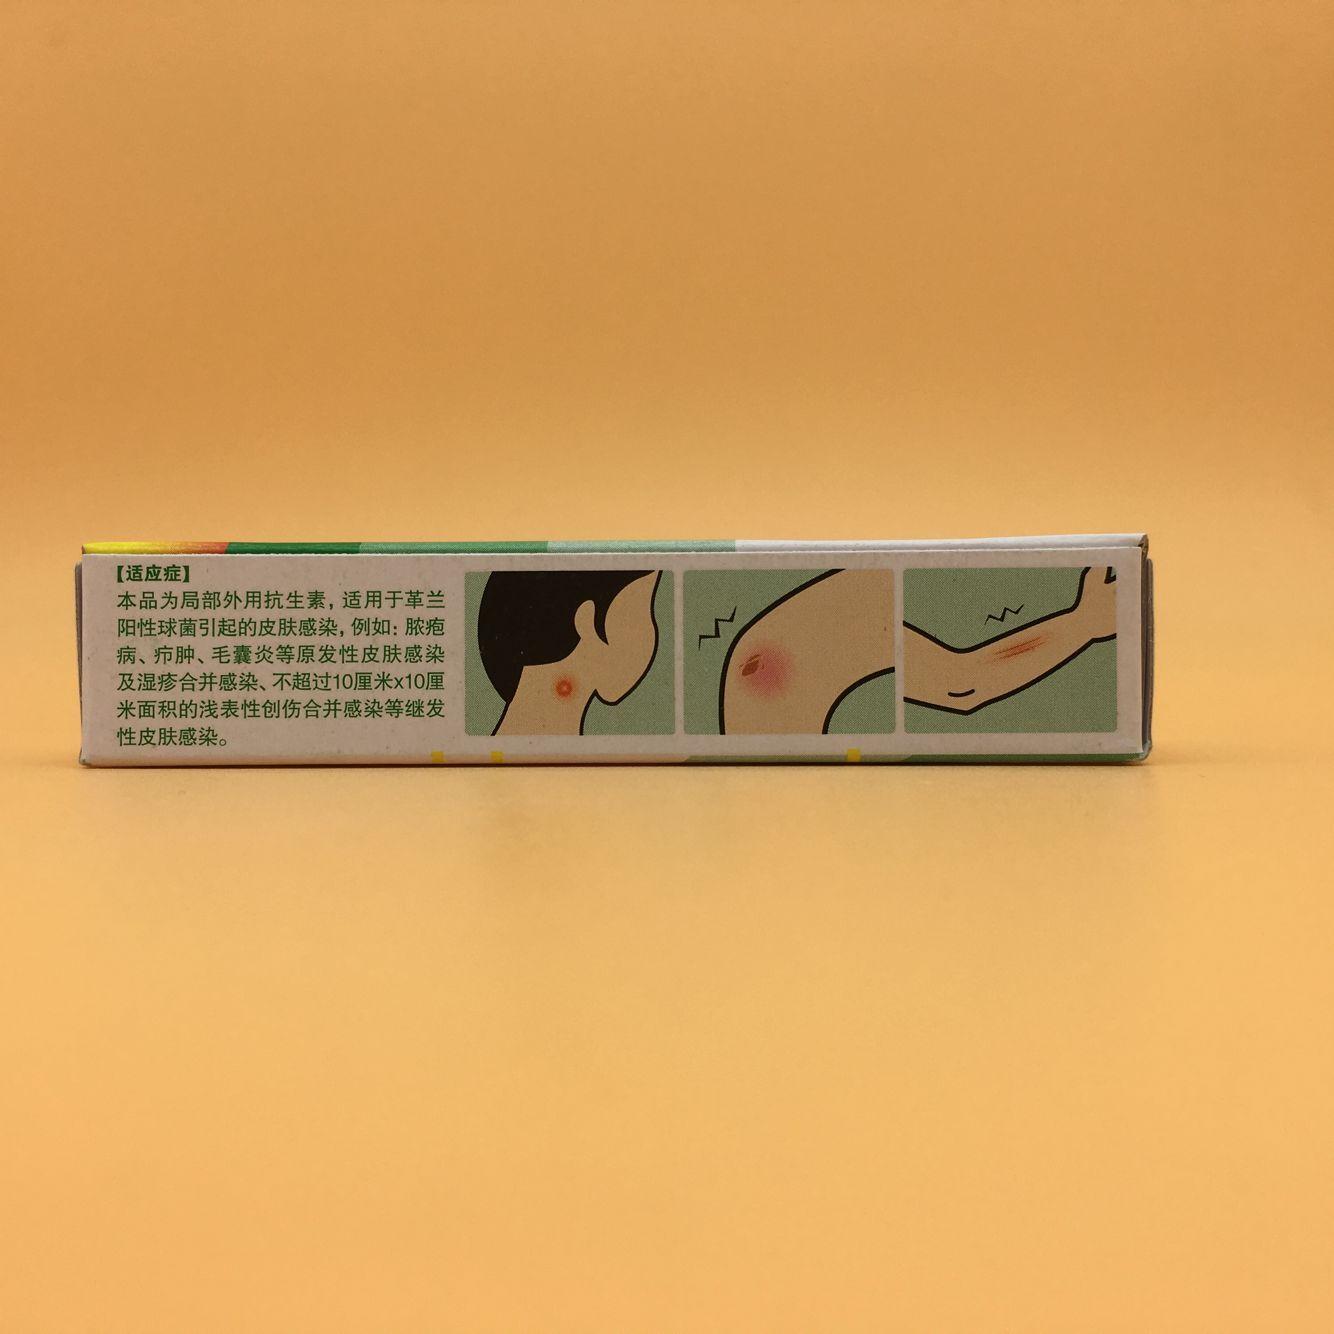 【适应症】
本品为局部外用抗生素，适用于革兰
阳性球菌引起的皮肤感染，例如：脓疱
病、疖肿、毛囊炎等原发性皮肤感染
及湿疹合并感染、不超过10厘米x10厘
米面积的浅表性创伤合并感染等继发
性皮肤感染。